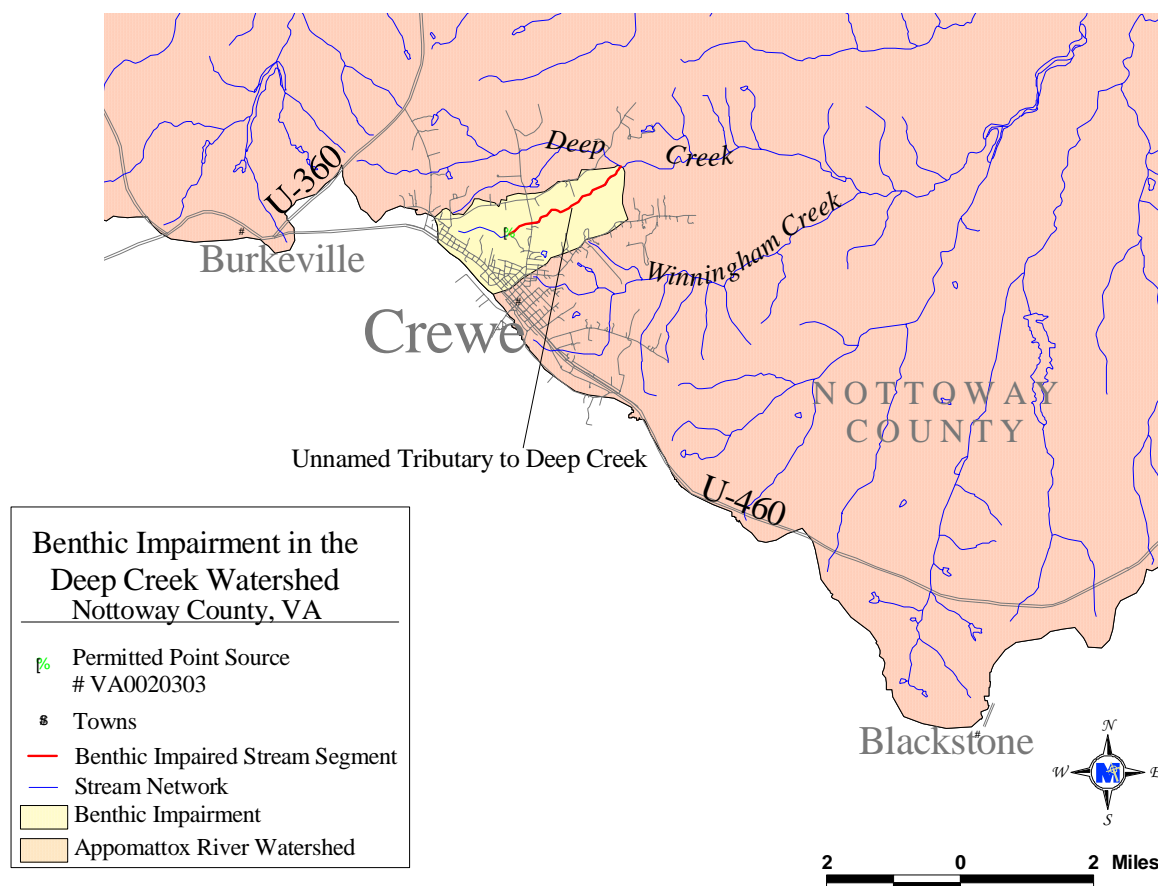 Deep Creek
U-360
Burkeville
Winningham Creek
Crewe
NOTTOWAY
COUNTY
Unnamed Tributary to Deep Creek
U-460
Blackstone
Benthic Impairment in the
Deep Creek Watershed
Nottoway County, VA
Permitted Point Source
# VA0020303
Towns
Benthic Impaired Stream Segment
Stream Network
Benthic Impairment
Appomattox River Watershed
N
W
M
E
S
2 0 2 Miles